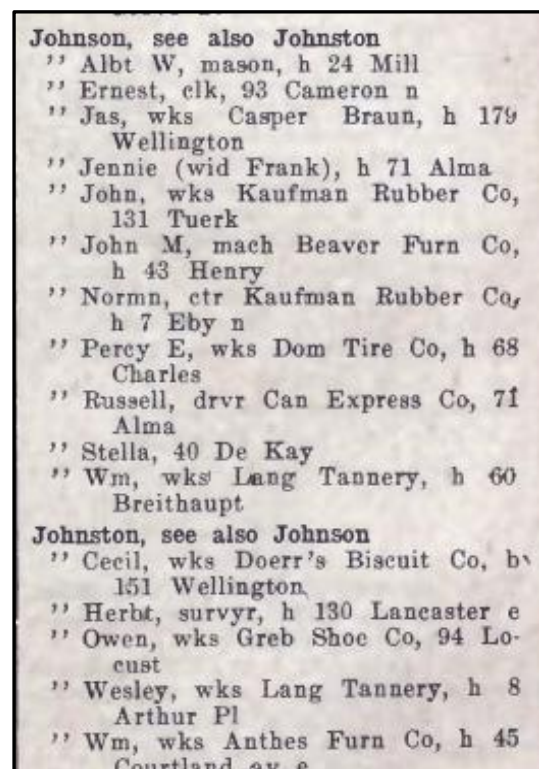 Johnson, see also Johnston
" Albt W, mason, h 24 Mill
" Ernest, clk, 93 Cameron n
" Jas, wks Casper Braun, h 179
Wellington
" Jennie (wid Frank), h 71 Alma
" John, wks Kaufman Rubber Co,
131 Tuerk
" John M, mach Beaver Furn Co,
h 43 Henry
" Normn, ctr Kaufman Rubber Co,
h 7 Eby n
" Percy E, wks Dom Tire Co, h 68
Charles
" Russell, drvr Can Express Co, 71
Alma
" Stella, 40 De Kay
" Wm, wks Lang Tannery, h 60
Breithaupt
Johnston, see also Johnson
" Cecil, wks Doerr's Biscuit Co, b
151 Wellington
" Herbt, survyr, h 130 Lancaster e
" Owen, wks Greb Shoe Co, 94 Lo-
cust
" Wesley, wks Lang Tannery, h 8
Arthur Pl
" Wm, wks Anthes Furn Co, h 45
Courtland av e